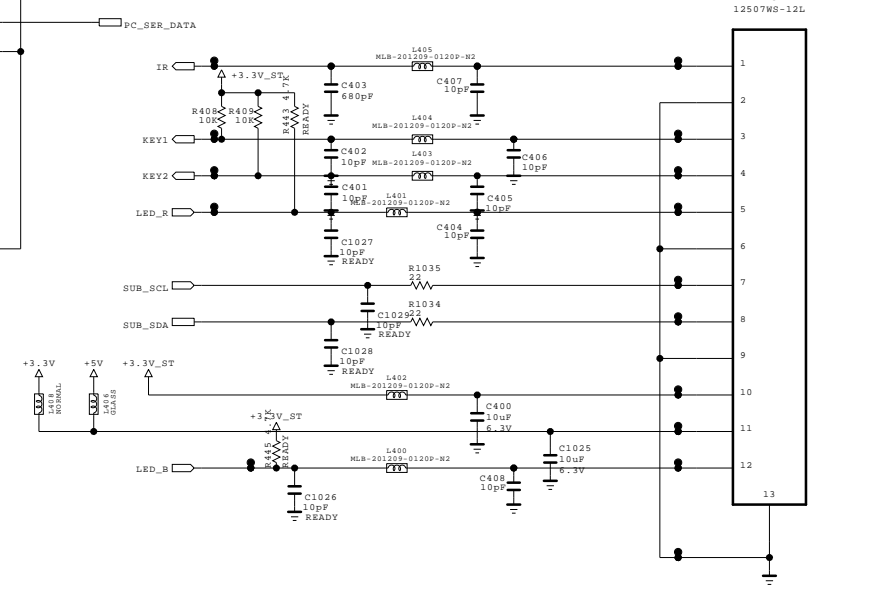 12507WS-12L
PC_SER_DATA
IR
+3.3V_ST
C403
680pF
L405
MLB-201209-0120P-N2
C407
10pF
1
2
R408
10K
R409
10K
R443 4.7K
READY
L404
MLB-201209-0120P-N2
KEY1
3
C402
10pF
L403
MLB-201209-0120P-N2
C406
10pF
KEY2
4
C401
10pF
L401
MLB-201209-0120P-N2
C405
10pF
LED_R
5
C1027
10pF
READY
C404
10pF
6
SUB_SCL
R1035
22
7
C1029
10pF
READY
R1034
22
SUB_SDA
8
C1028
10pF
READY
9
+3.3V
+5V
+3.3V_ST
L408
NORMAL
L406
GLASS
L402
MLB-201209-0120P-N2
10
C400
10uF
6.3V
+3.3V_ST
11
R445 4.7K
READY
C1025
10uF
6.3V
LED_B
L400
MLB-201209-0120P-N2
12
C1026
10pF
READY
C408
10pF
13